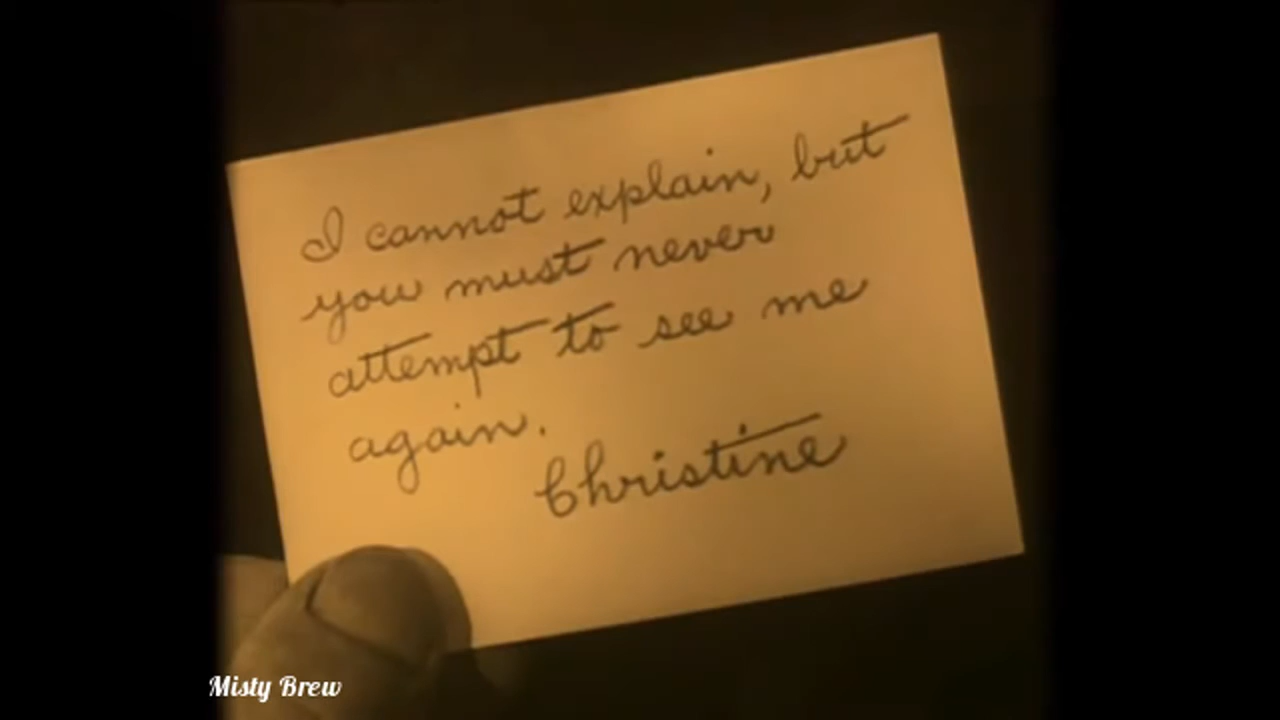 I cannot explain, but
you must never
attempt to see me
again.
Christine
Misty Brew